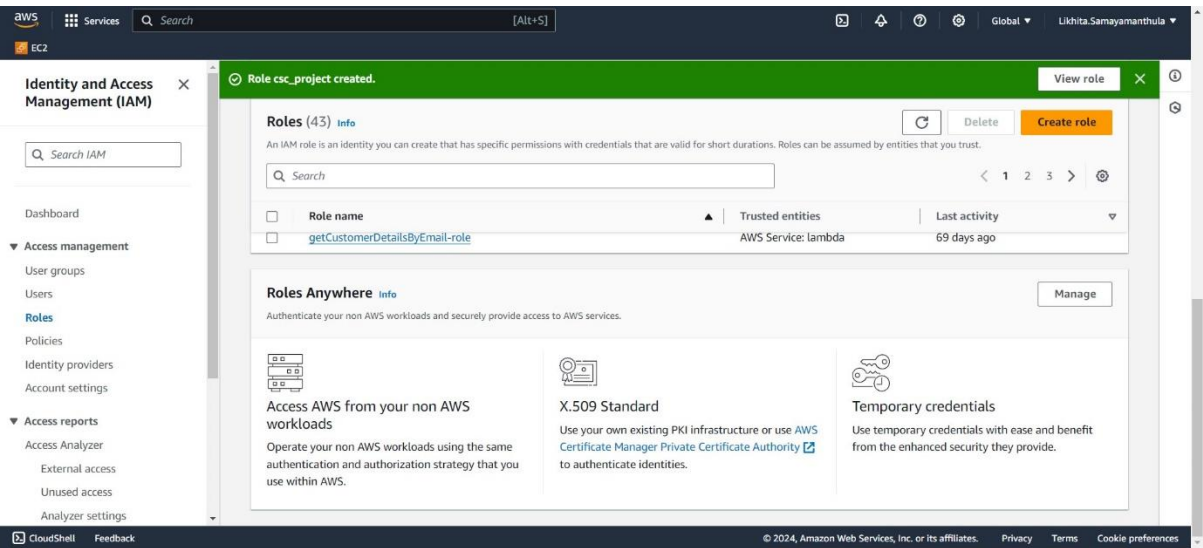 aws Services Search [Alt+S] Global Likhita.Samayamanthula
EC2
Identity and Access
Management (IAM)
Search IAM
Dashboard
Access management
User groups
Users
Roles
Policies
Identity providers
Account settings
Access reports
Access Analyzer
External access
Unused access
Analyzer settings
Role csc_project created. View role
Roles (43) Info Delete Create role
An IAM role is an identity you can create that has specific permissions with credentials that are valid for short durations. Roles can be assumed by entities that you trust.
Search 1 2 3
Role name Trusted entities Last activity
getCustomerDetailsByEmail-role AWS Service: lambda 69 days ago
Roles Anywhere Info Manage
Authenticate your non AWS workloads and securely provide access to AWS services.
Access AWS from your non AWS
workloads
Operate your non AWS workloads using the same
authentication and authorization strategy that you
use within AWS.
X.509 Standard
Use your own existing PKI infrastructure or use AWS
Certificate Manager Private Certificate Authority
to authenticate identities.
Temporary credentials
Use temporary credentials with ease and benefit
from the enhanced security they provide.
CloudShell Feedback © 2024, Amazon Web Services, Inc. or its affiliates. Privacy Terms Cookie preferences